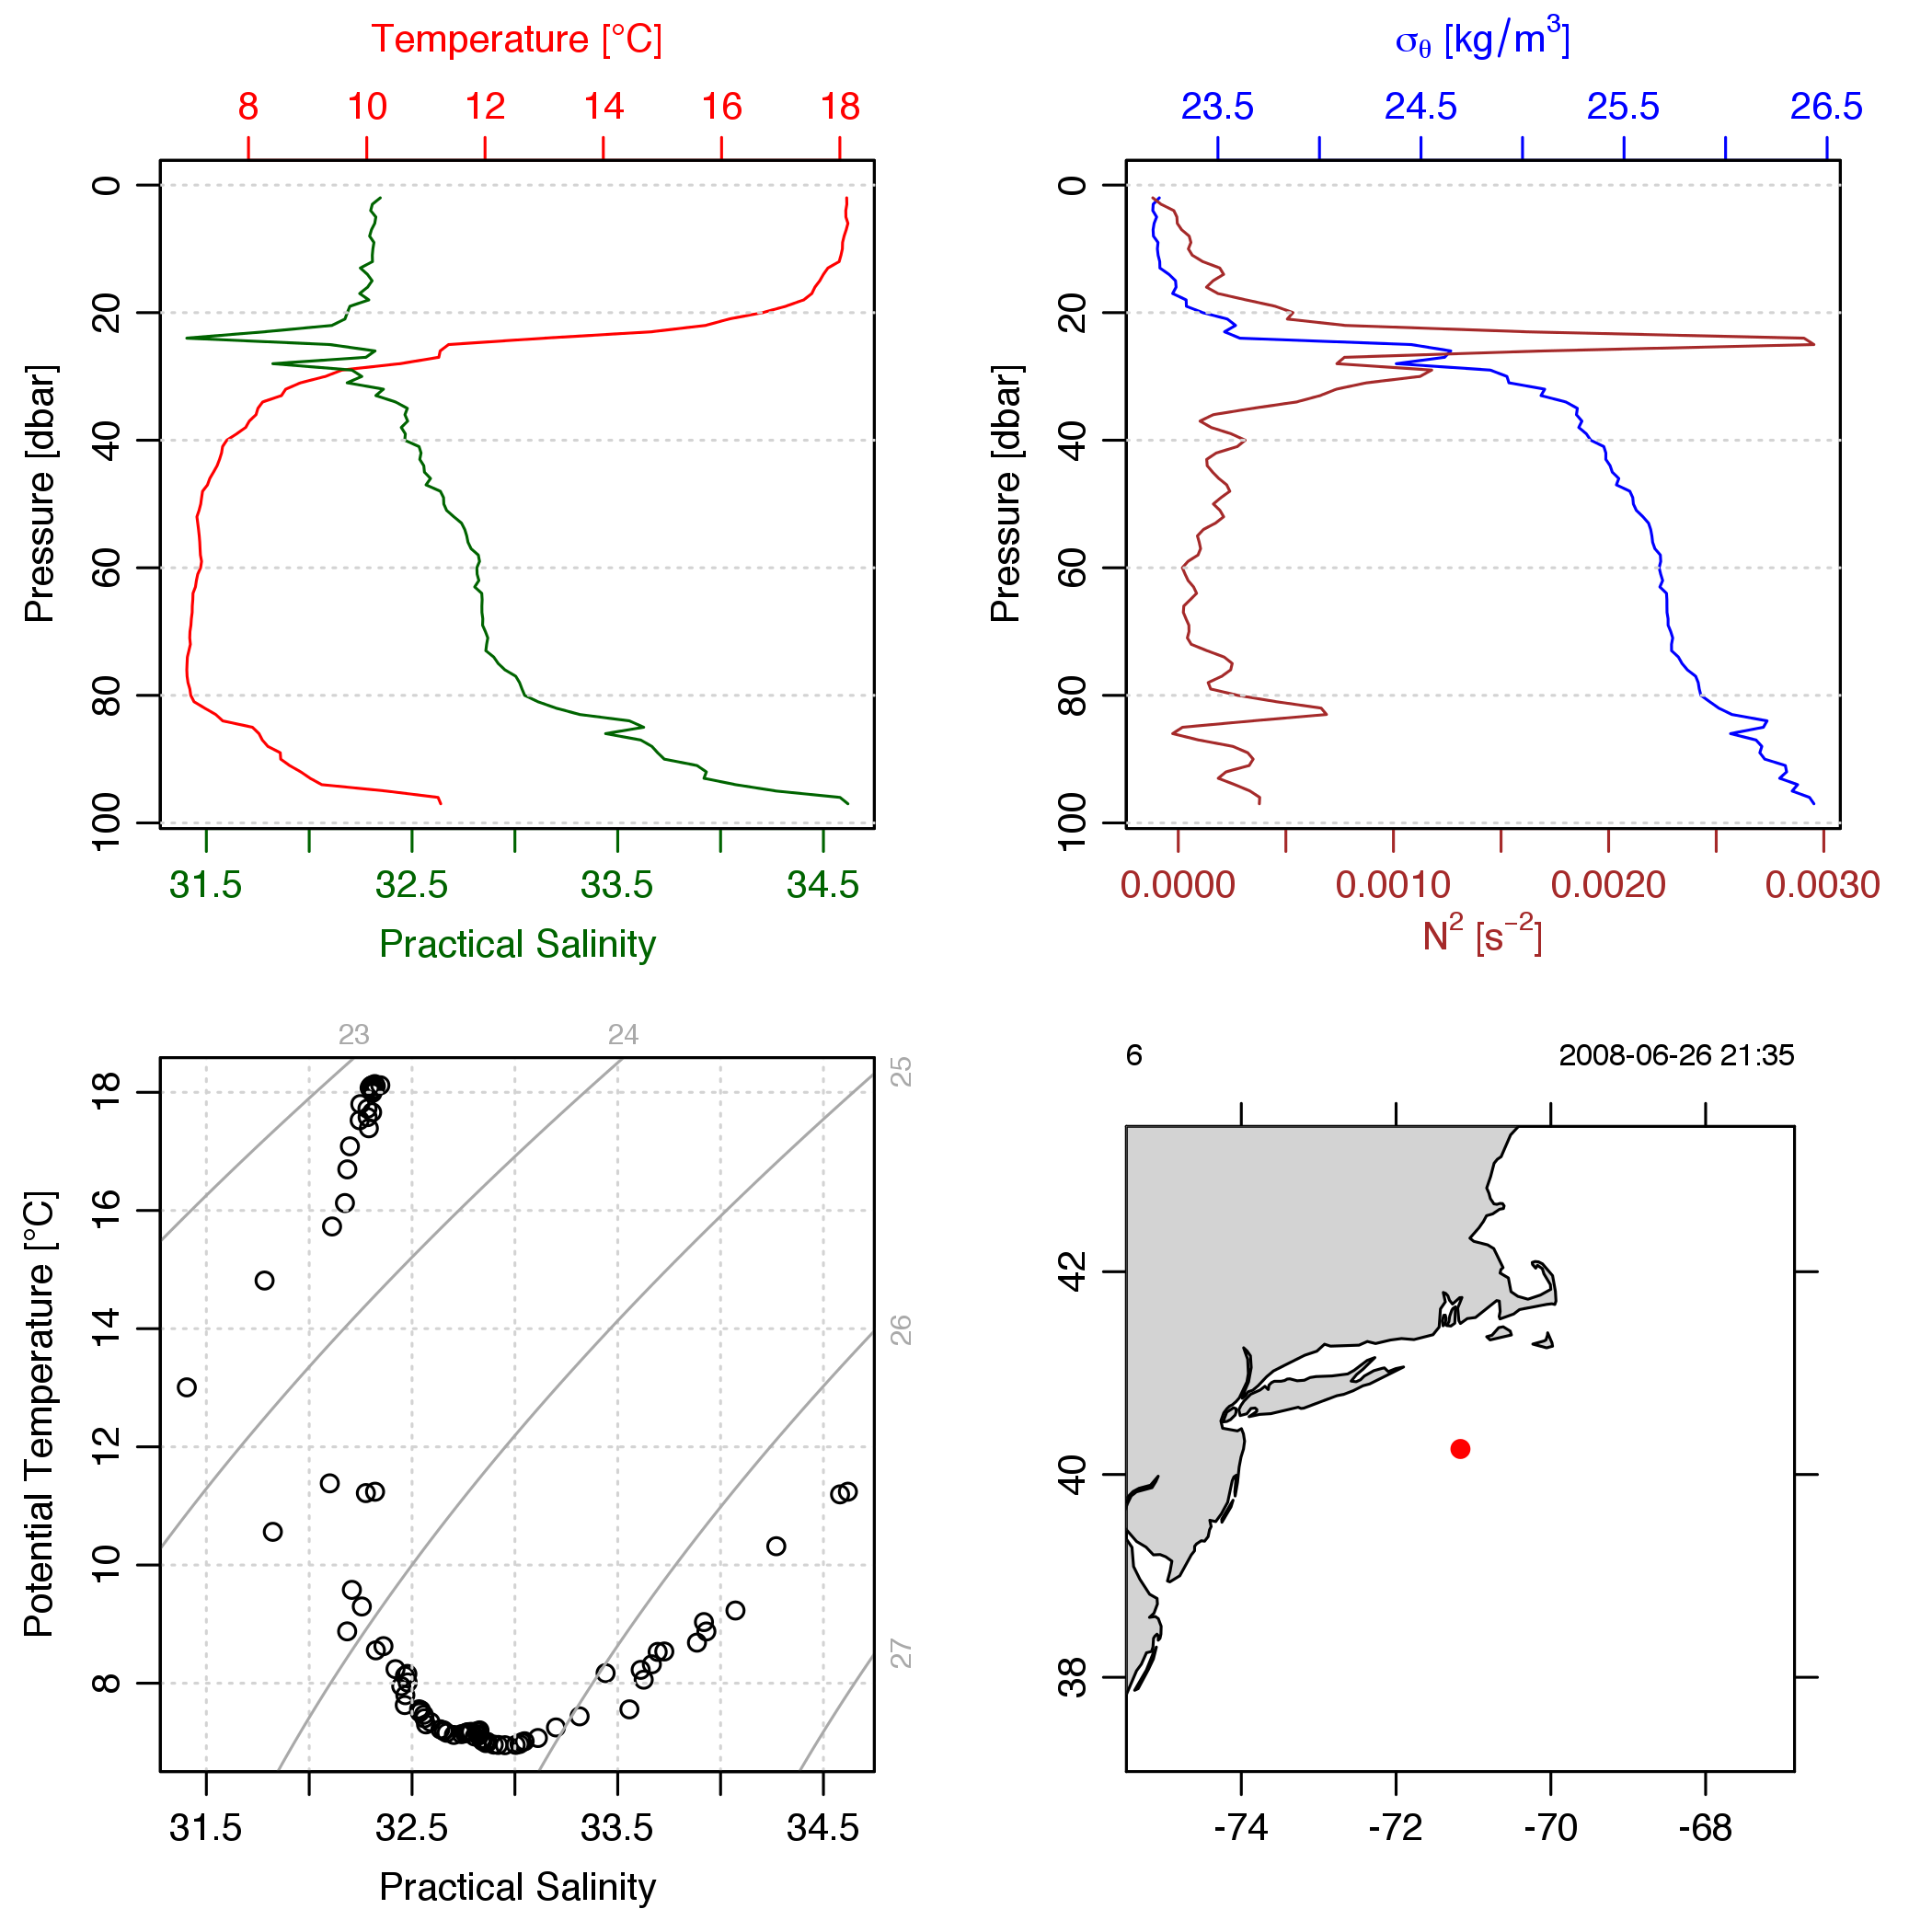 Temperature [°C]
8 10 12 14 16 18
0
20
40
60
80
100
Pressure [dbar]
31.5 32.5 33.5 34.5
Practical Salinity
σθ [kg/m³]
23.5 24.5 25.5 26.5
0
20
40
60
80
100
Pressure [dbar]
0.0000 0.0010 0.0020 0.0030
N² [s⁻²]
23 24
25
26
27
18
16
14
12
10
8
Potential Temperature [°C]
31.5 32.5 33.5 34.5
Practical Salinity
6 2008-06-26 21:35
42
40
38
-74 -72 -70 -68